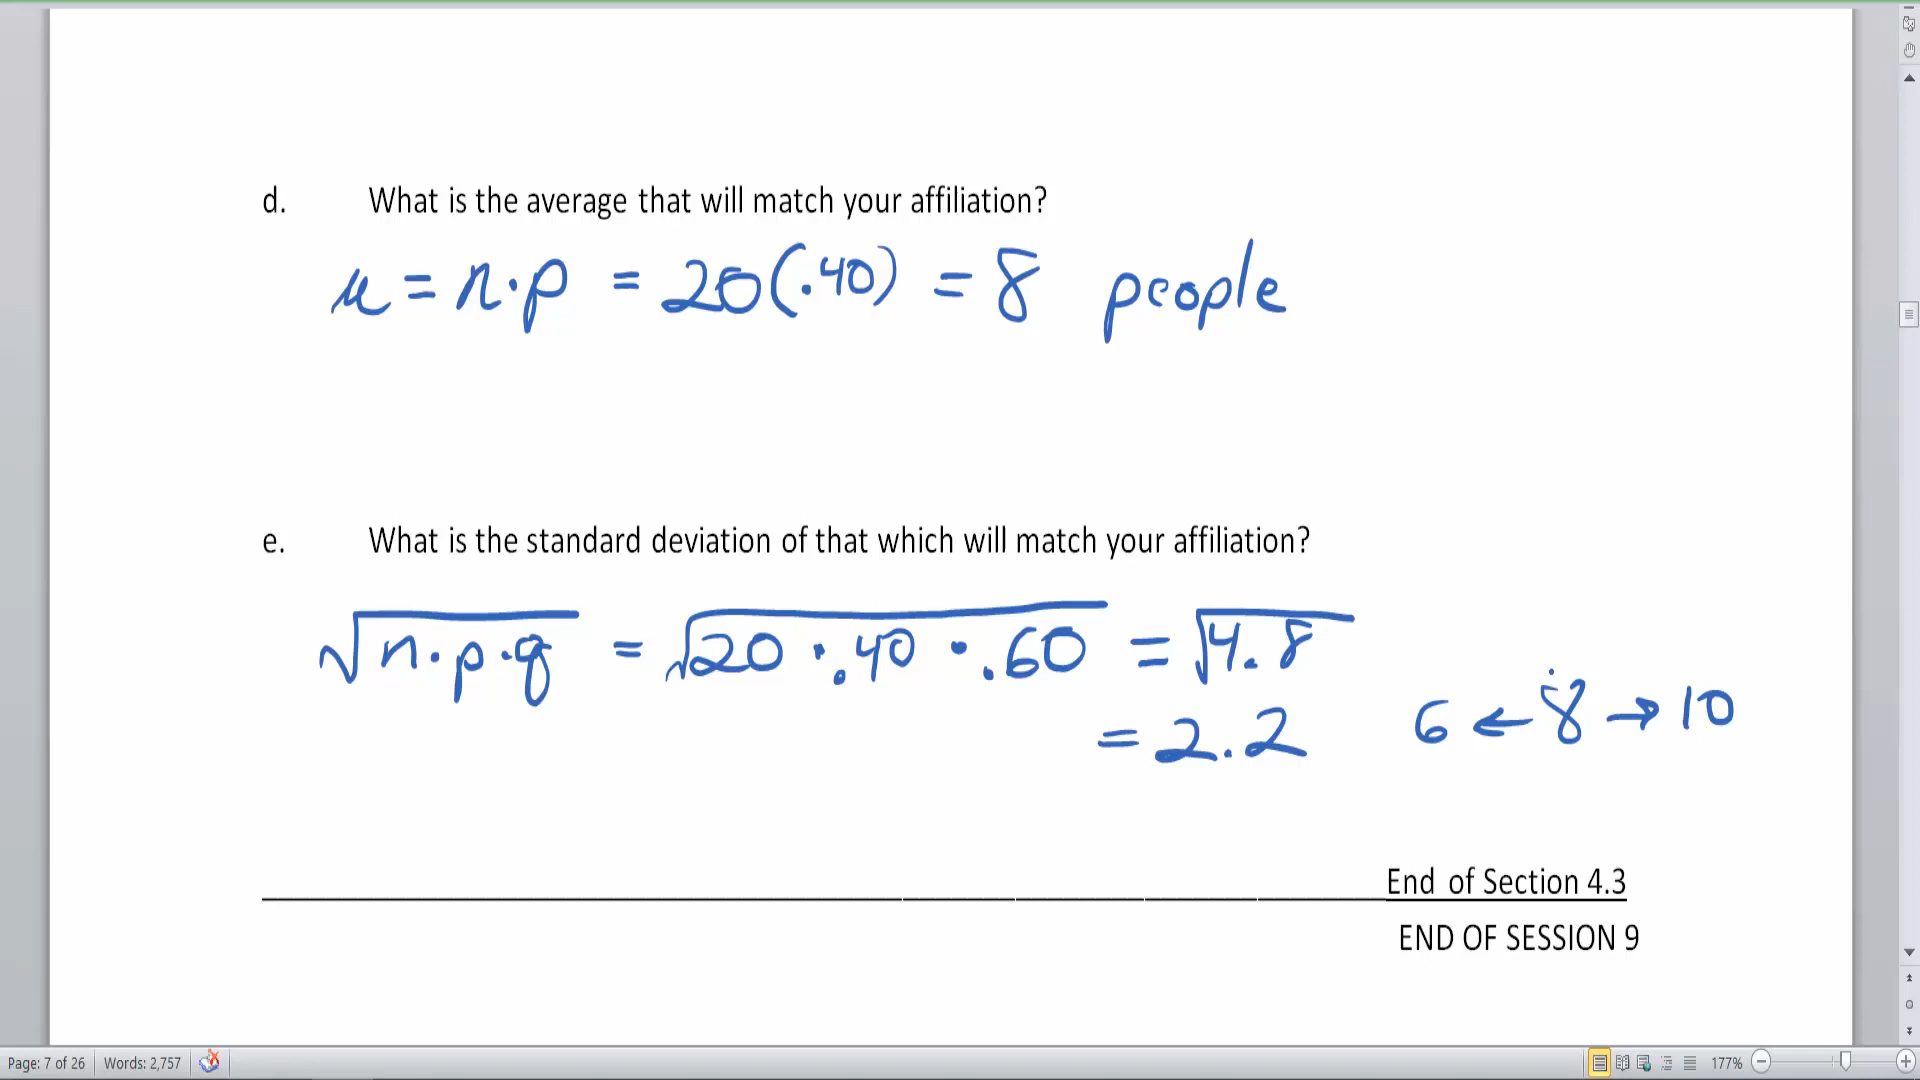 d. What is the average that will match your affiliation?
μ = n·p = 20(.40) = 8 people
e. What is the standard deviation of that which will match your affiliation?
√n·p·q = √20·.40·.60 = √4.8
= 2.2 6 ← 8 → 10
End of Section 4.3
END OF SESSION 9
Page: 7 of 26 Words: 2,757 177%